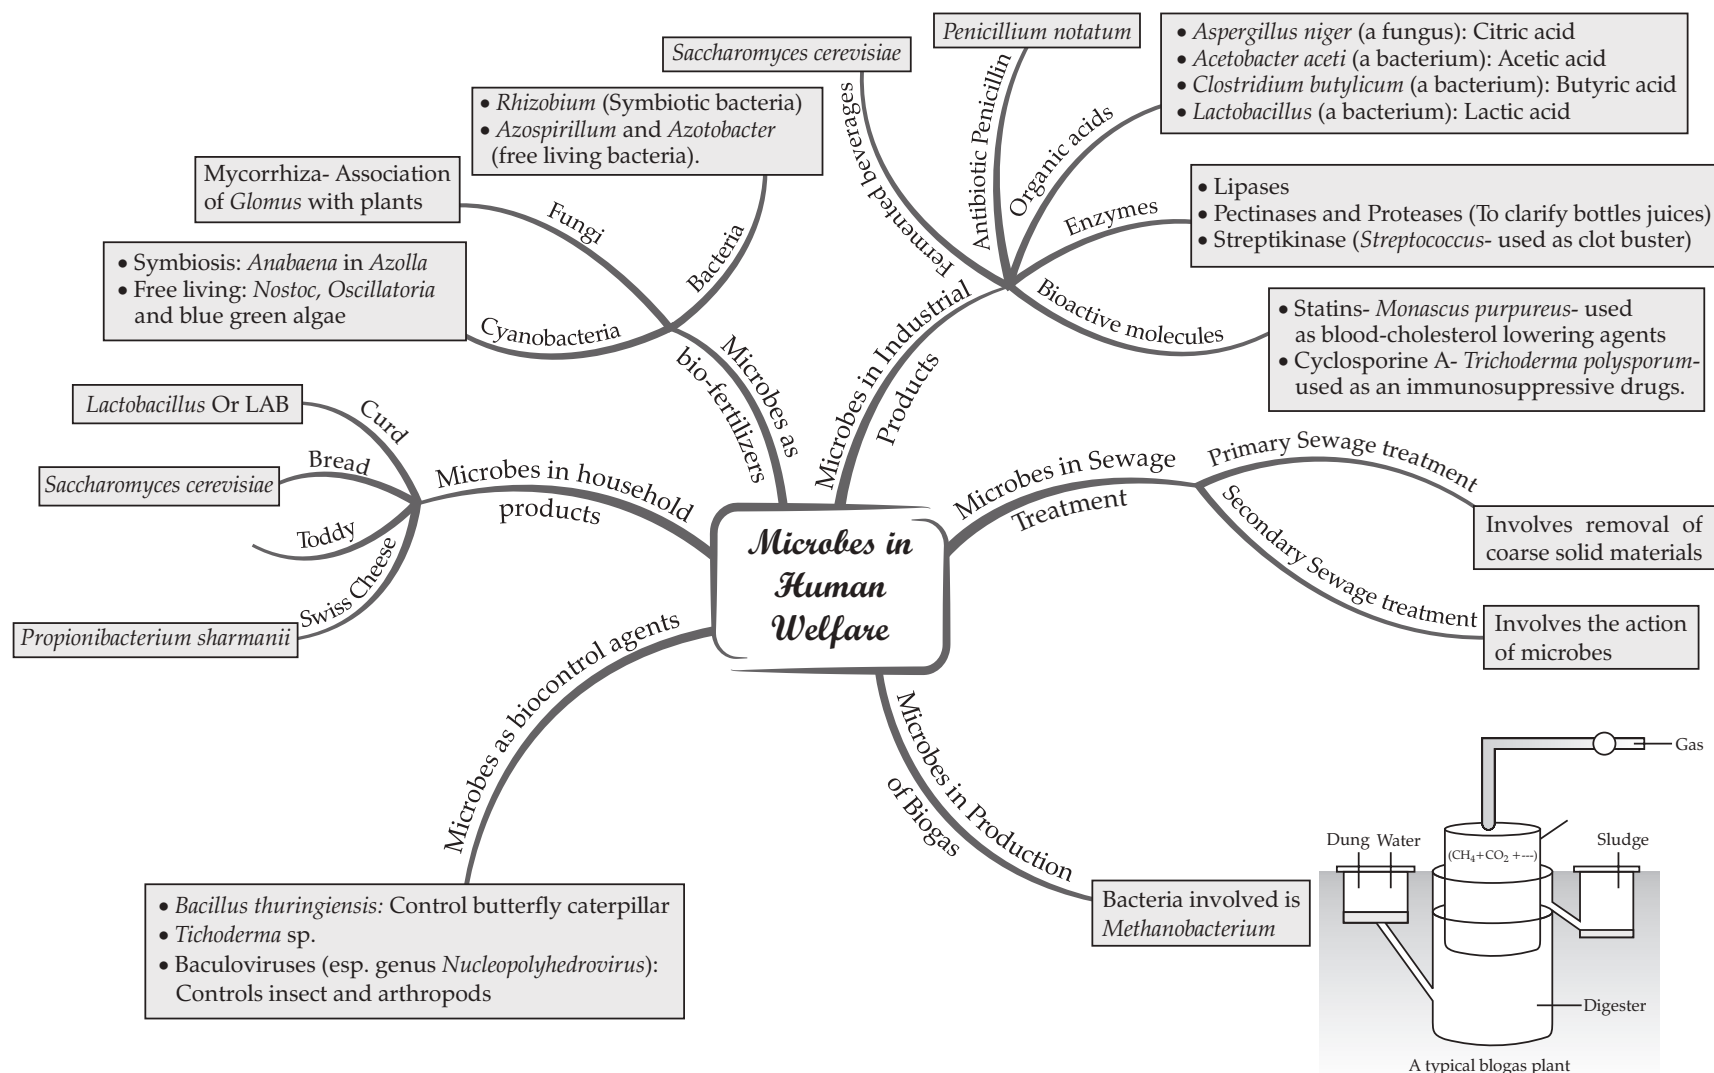 Microbes in
Human
Welfare
Microbes in household
products
Curd
Lactobacillus Or LAB
Bread
Saccharomyces cerevisiae
Toddy
Swiss Cheese
Propionibacterium sharmanii
Microbes as
bio-fertilizers
Cyanobacteria
• Symbiosis: Anabaena in Azolla
• Free living: Nostoc, Oscillatoria
and blue green algae
Fungi
Mycorrhiza- Association
of Glomus with plants
Bacteria
• Rhizobium (Symbiotic bacteria)
• Azospirillum and Azotobacter
(free living bacteria).
Microbes in Industrial
Products
Fermented beverages
Saccharomyces cerevisiae
Antibiotic Penicillin
Penicillium notatum
Organic acids
• Aspergillus niger (a fungus): Citric acid
• Acetobacter aceti (a bacterium): Acetic acid
• Clostridium butylicum (a bacterium): Butyric acid
• Lactobacillus (a bacterium): Lactic acid
Enzymes
• Lipases
• Pectinases and Proteases (To clarify bottles juices)
• Streptikinase (Streptococcus- used as clot buster)
Bioactive molecules
• Statins- Monascus purpureus- used
as blood-cholesterol lowering agents
• Cyclosporine A- Trichoderma polysporum-
used as an immunosuppressive drugs.
Microbes in Sewage
Treatment
Primary Sewage treatment
Involves removal of
coarse solid materials
Secondary Sewage treatment
Involves the action
of microbes
Microbes in Production
of Biogas
Bacteria involved is
Methanobacterium
Gas
Dung Water
Sludge
(CH₄+CO₂ +---)
Digester
A typical blogas plant
Microbes as biocontrol agents
• Bacillus thuringiensis: Control butterfly caterpillar
• Tichoderma sp.
• Baculoviruses (esp. genus Nucleopolyhedrovirus):
Controls insect and arthropods